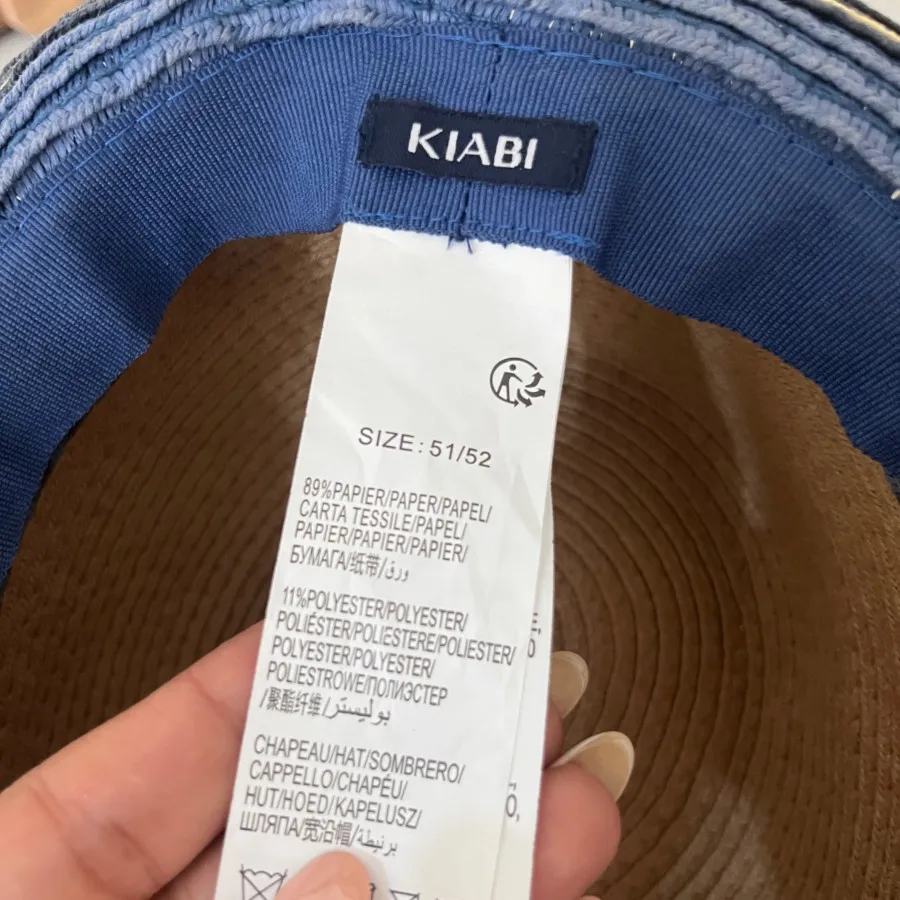 KIABI
SIZE: 51/52
89%PAPIER/PAPER/PAPEL/
CARTA TESSILE/PAPEL/
PAPIER/PAPIER/PAPIER/
БУМАГА/纸带/ورق
11%POLYESTER/POLYESTER/
POLIÉSTER/POLIESTERE/POLIESTER/
POLYESTER/POLYESTER/
POLIESTROWE/ПОЛИЭСТЕР
/聚酯纤维/بوليستر
CHAPEAU/HAT/SOMBRERO/
CAPPELLO/CHAPÉU/
HUT/HOED/KAPELUSZ/
ШЛЯПА/宽沿帽/برنيطة